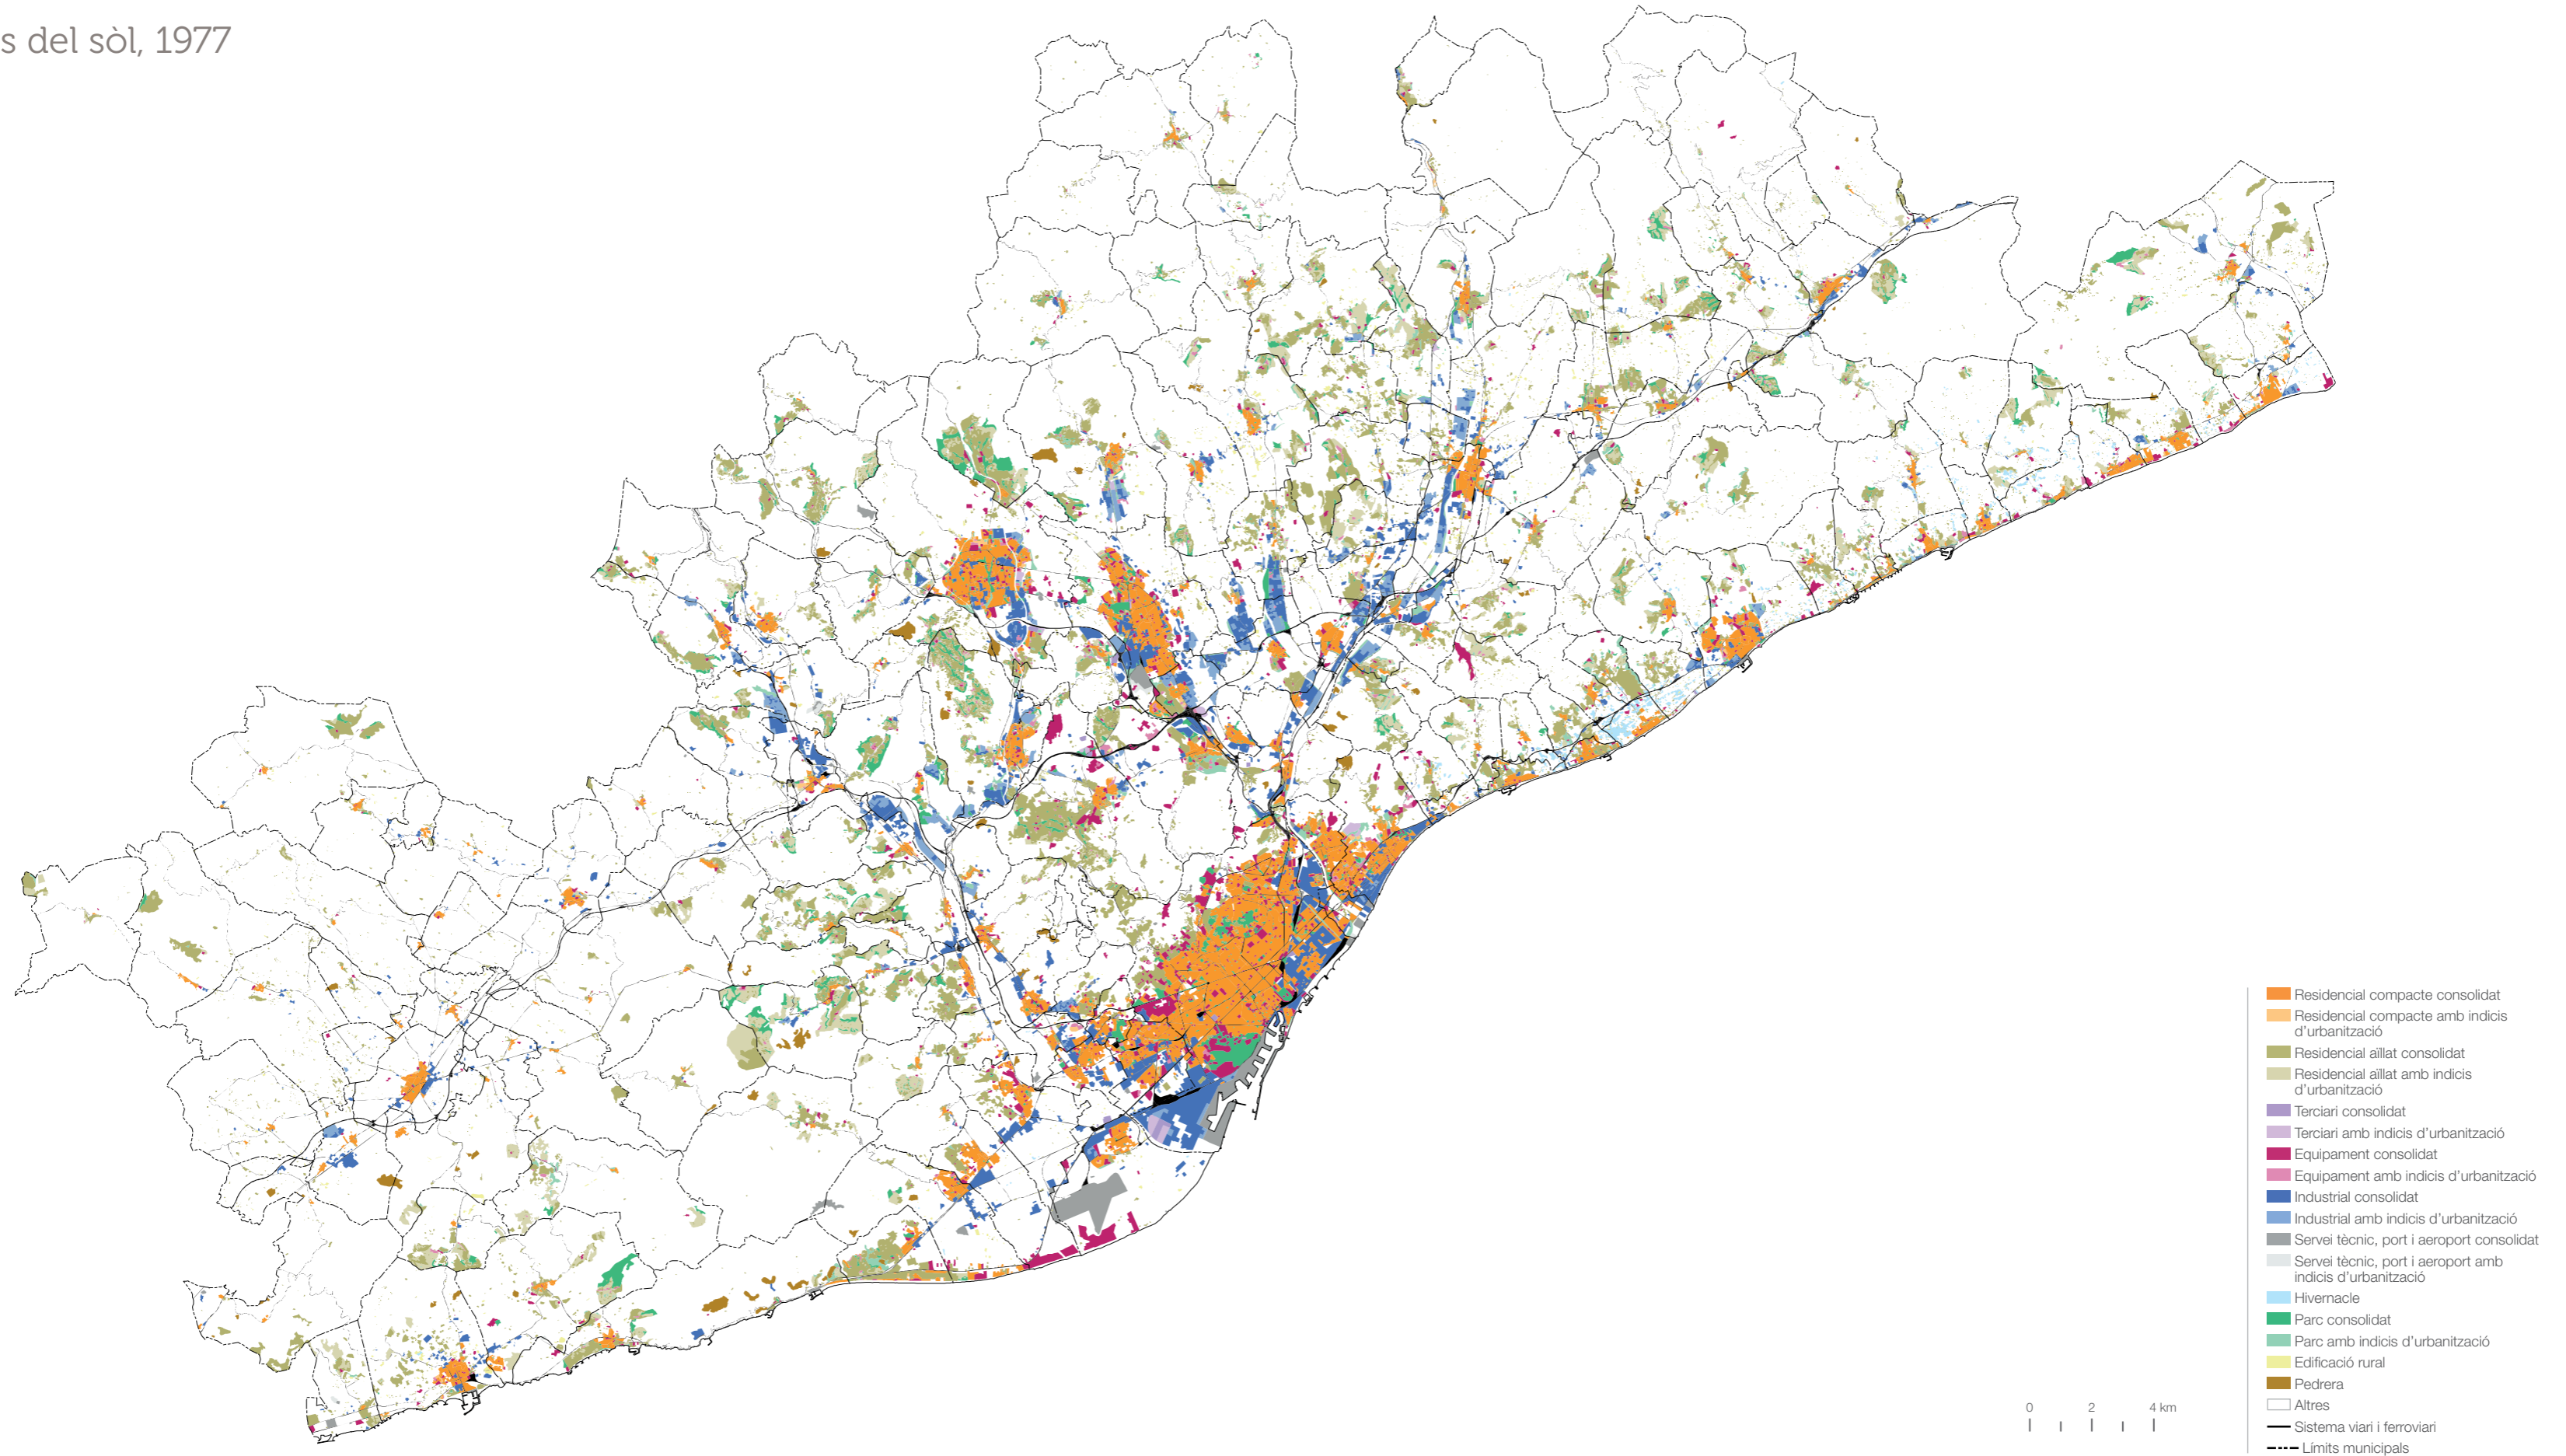 s del sòl, 1977
Residencial compacte consolidat
Residencial compacte amb indicis
d'urbanització
Residencial aïllat consolidat
Residencial aïllat amb indicis
d'urbanització
Terciari consolidat
Terciari amb indicis d'urbanització
Equipament consolidat
Equipament amb indicis d'urbanització
Industrial consolidat
Industrial amb indicis d'urbanització
Servei tècnic, port i aeroport consolidat
Servei tècnic, port i aeroport amb
indicis d'urbanització
Hivernacle
Parc consolidat
Parc amb indicis d'urbanització
Edificació rural
Pedrera
Altres
Sistema viari i ferroviari
Límits municipals
0 2 4 km